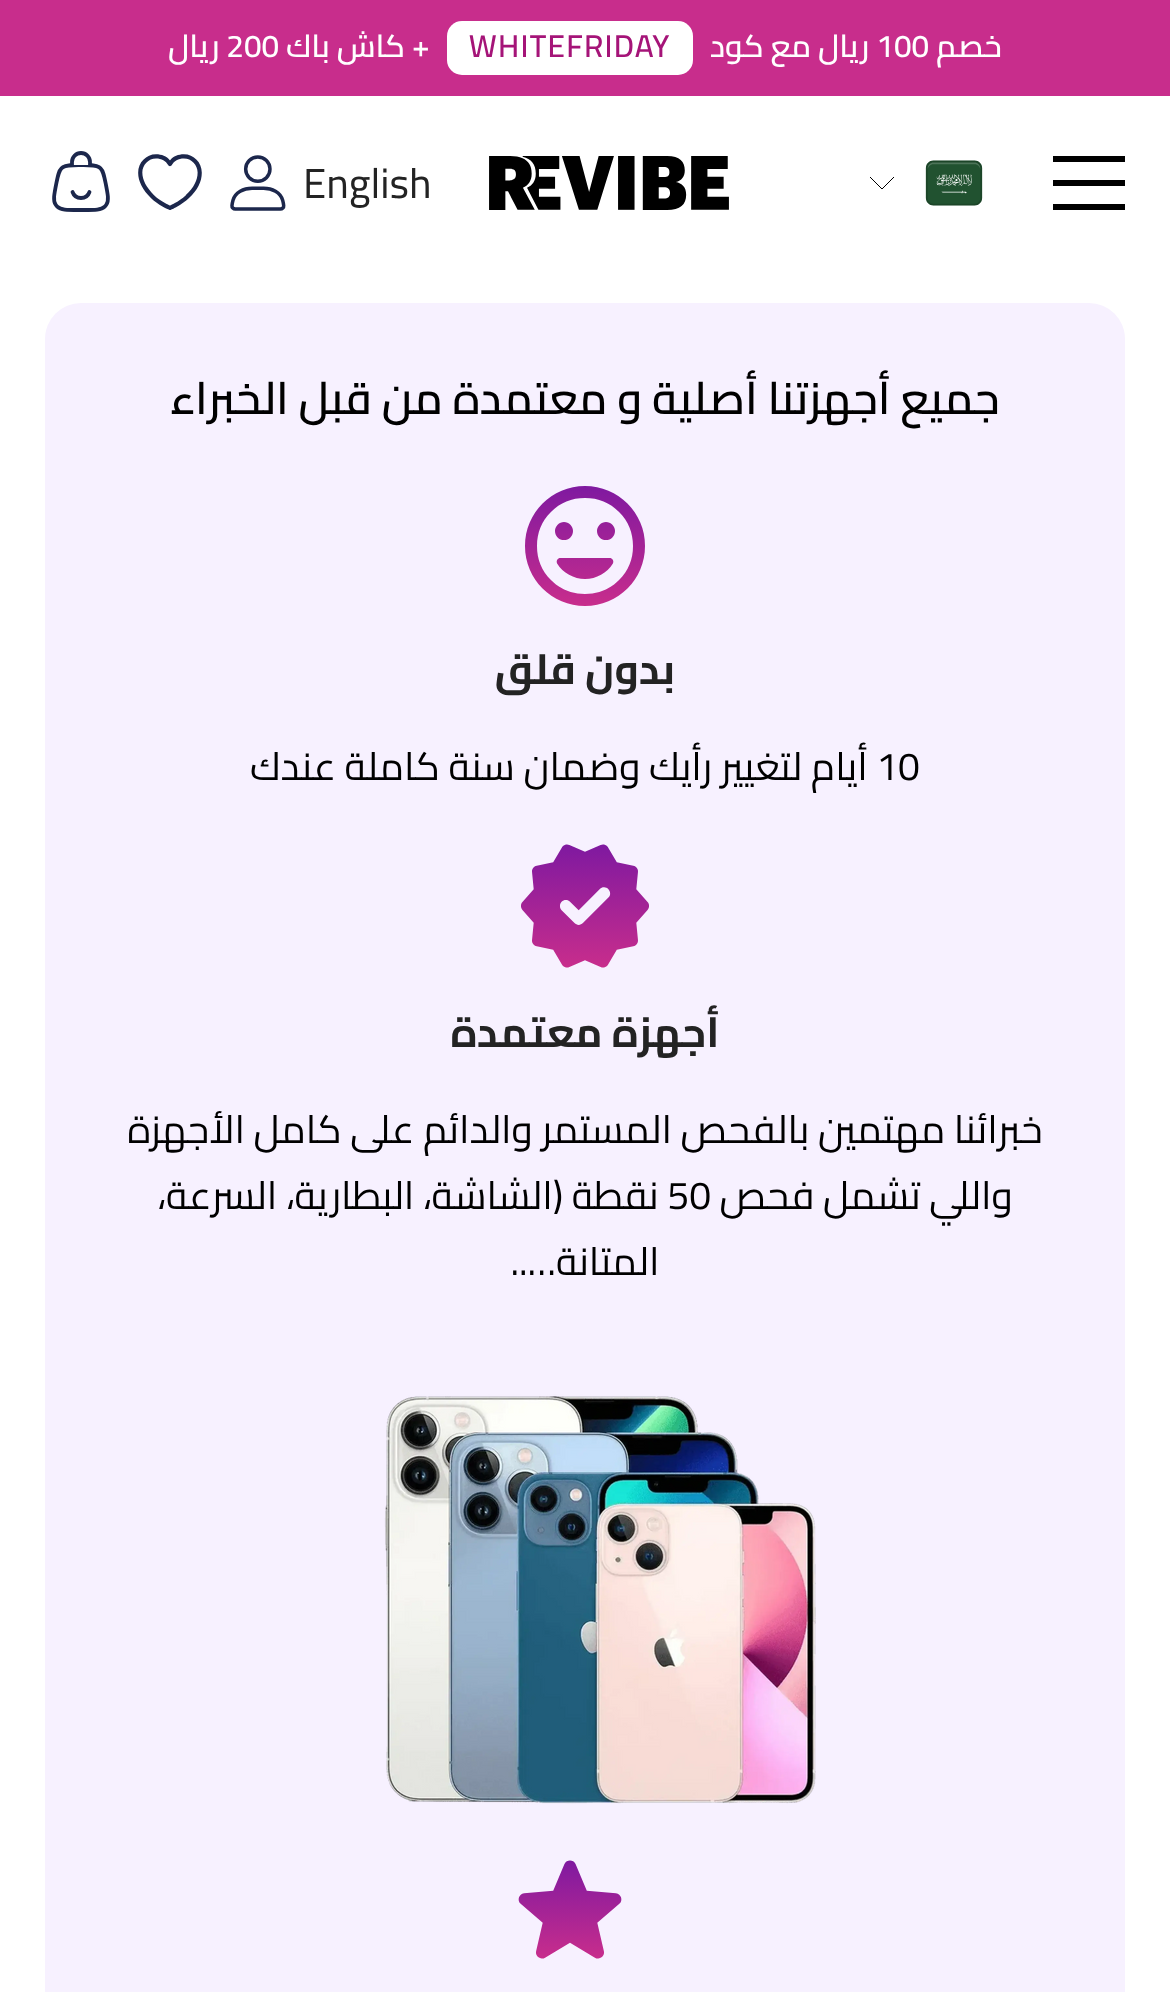 خصم 100 ريال مع كود WHITEFRIDAY + كاش باك 200 ريال
REVIBE English
جميع أجهزتنا أصلية و معتمدة من قبل الخبراء
بدون قلق
10 أيام لتغيير رأيك وضمان سنة كاملة عندك
أجهزة معتمدة
خبرائنا مهتمين بالفحص المستمر والدائم على كامل الأجهزة
واللي تشمل فحص 50 نقطة (الشاشة، البطارية، السرعة،
المتانة.....